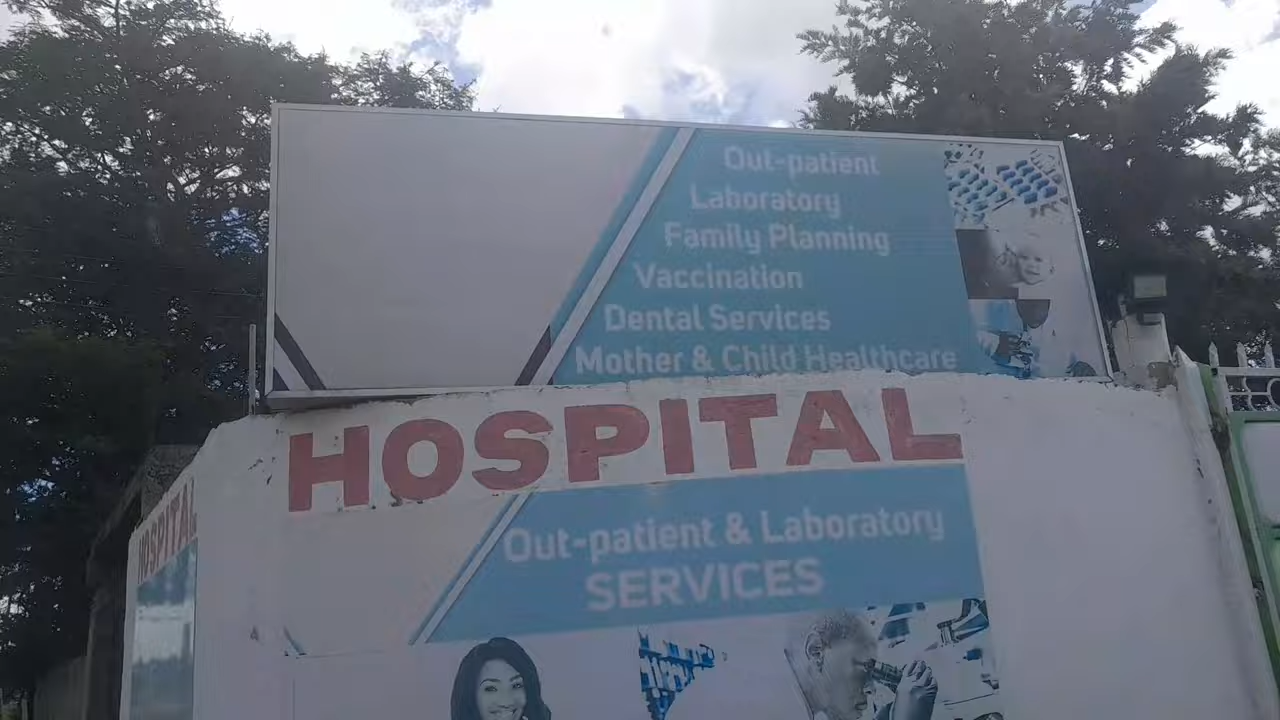 Out-patient
Laboratory
Family Planning
Vaccination
Dental Services
Mother & Child Healthcare
HOSPITAL
HOSPITAL
Out-patient & Laboratory
SERVICES